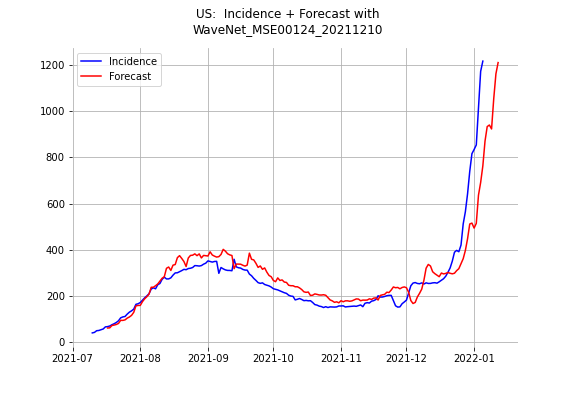 US:  Incidence + Forecast with
WaveNet_MSE00124_20211210
Incidence
Forecast
1200
1000
800
600
400
200
0
2021-07 2021-08 2021-09 2021-10 2021-11 2021-12 2022-01